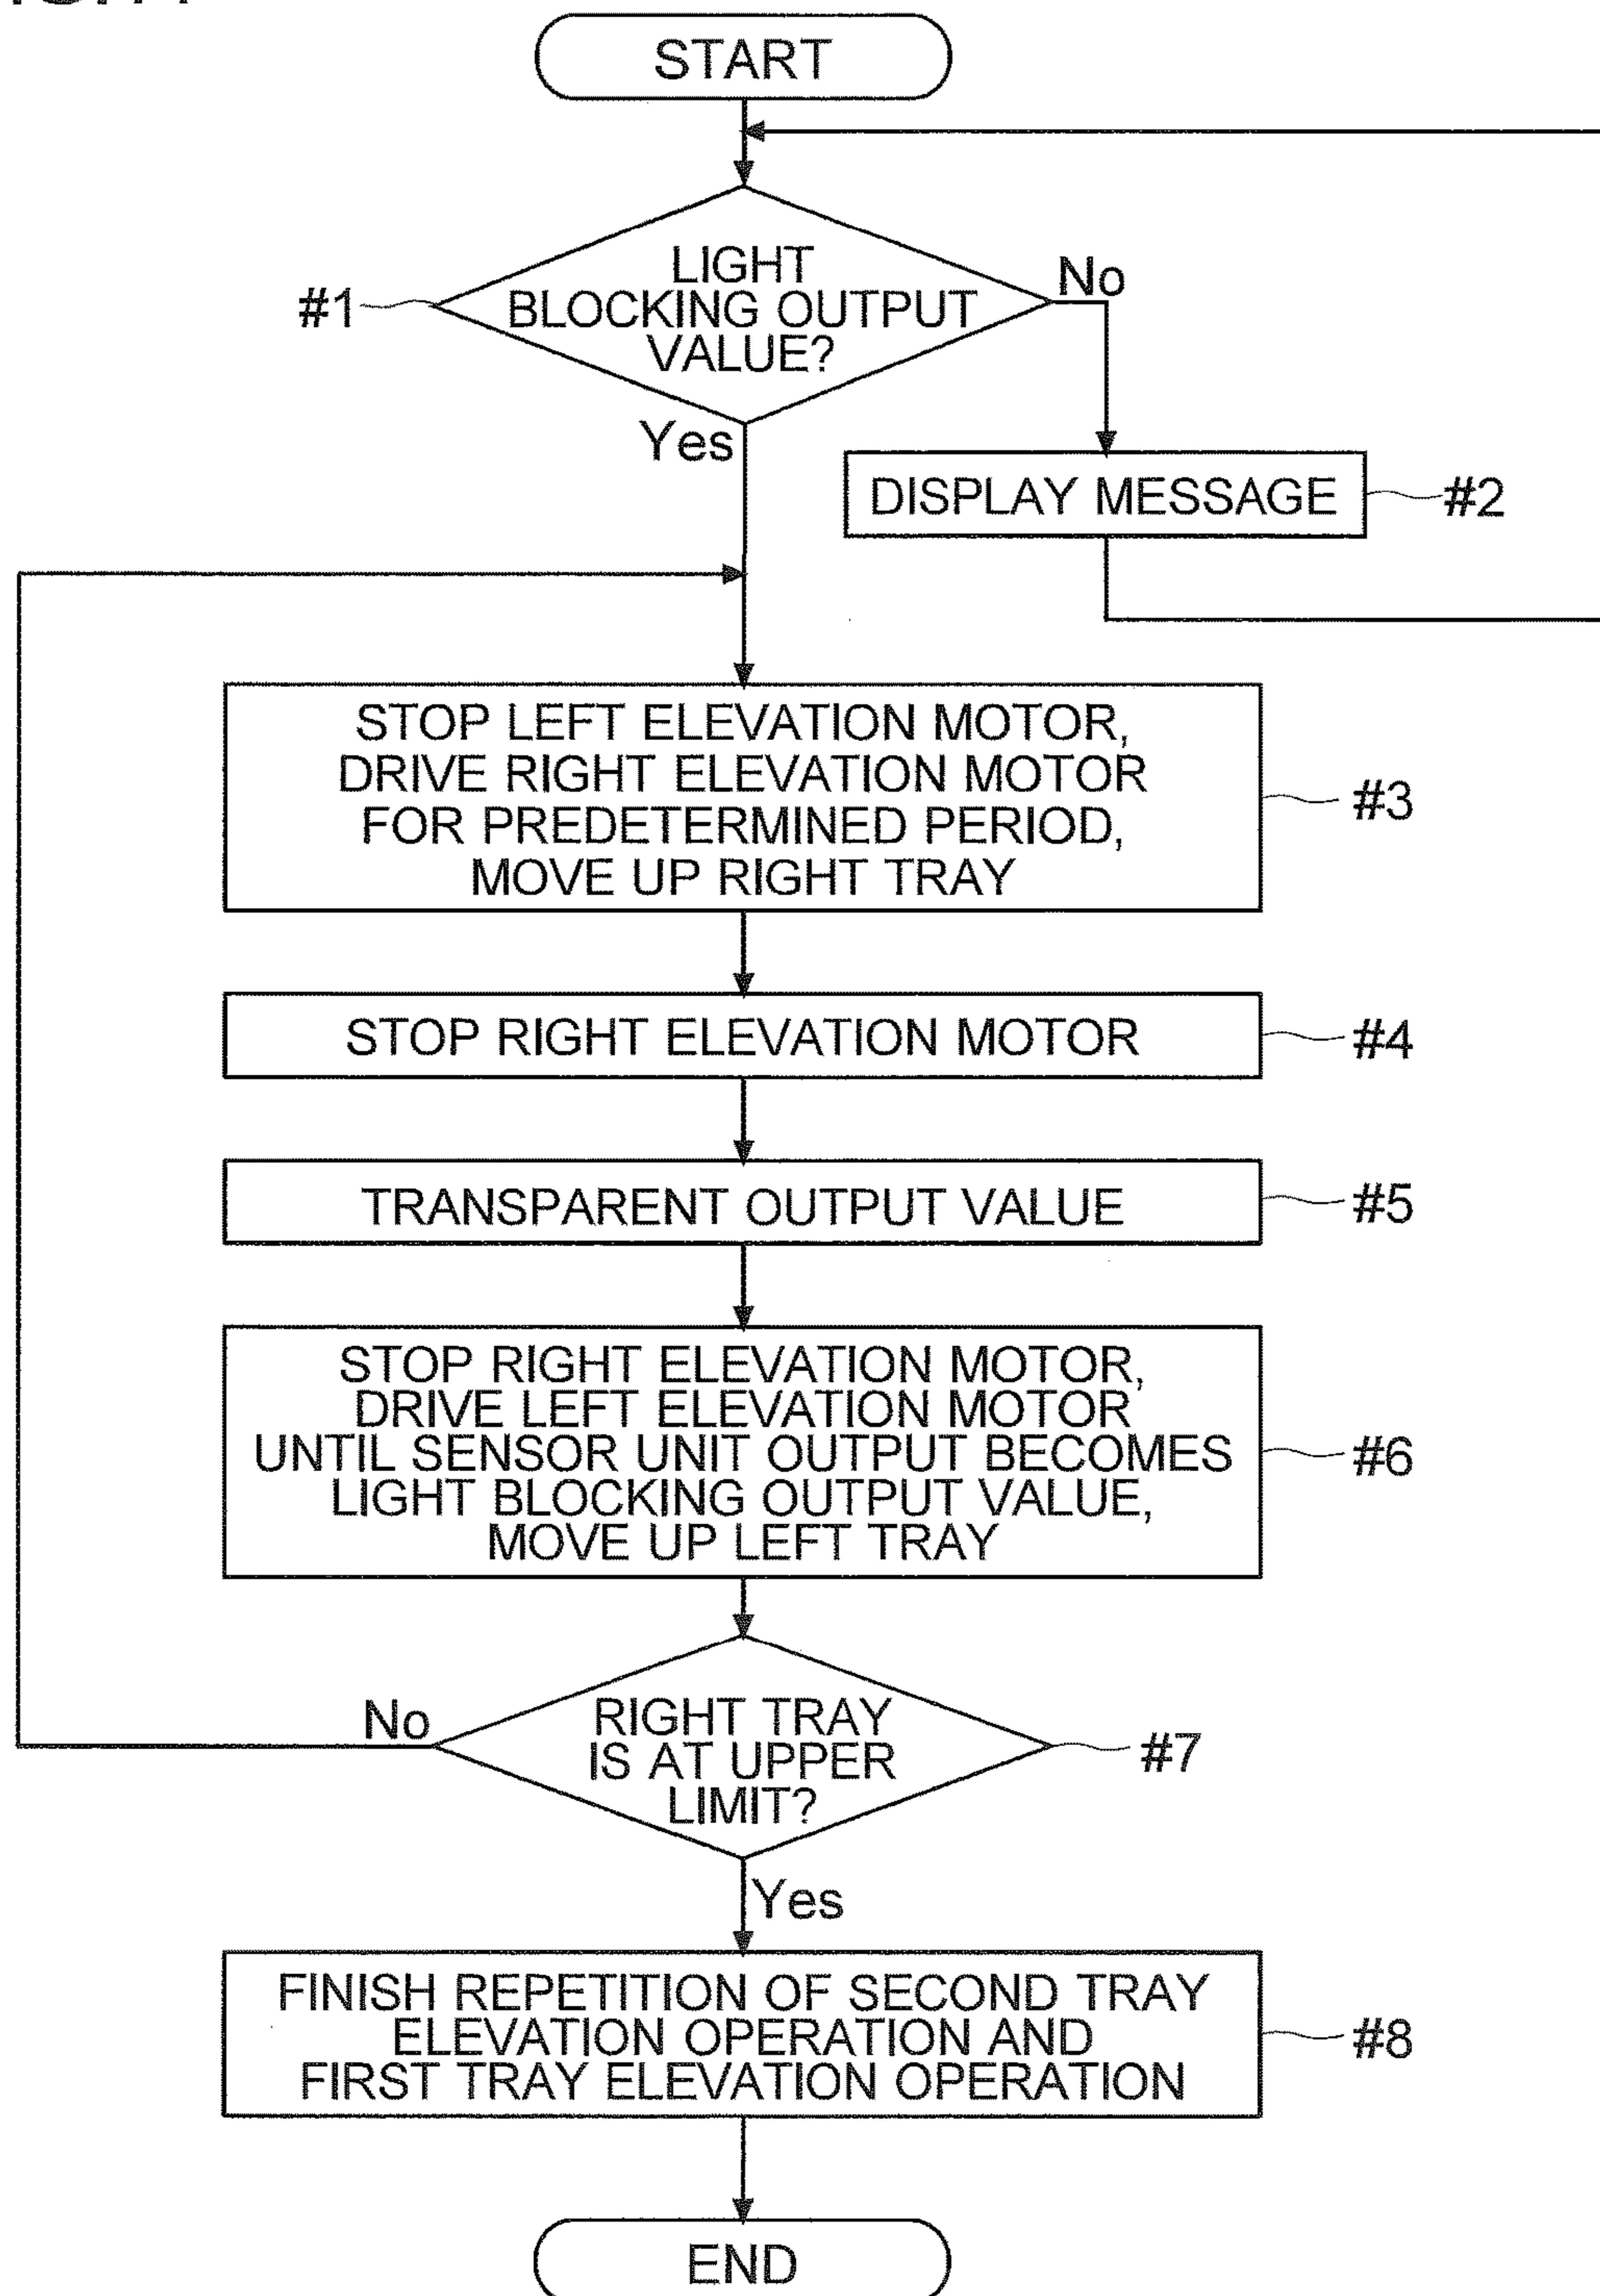 START
LIGHT
BLOCKING OUTPUT
VALUE?
#1
No
Yes
DISPLAY MESSAGE
#2
STOP LEFT ELEVATION MOTOR,
DRIVE RIGHT ELEVATION MOTOR
FOR PREDETERMINED PERIOD,
MOVE UP RIGHT TRAY
#3
STOP RIGHT ELEVATION MOTOR
#4
TRANSPARENT OUTPUT VALUE
#5
STOP RIGHT ELEVATION MOTOR,
DRIVE LEFT ELEVATION MOTOR
UNTIL SENSOR UNIT OUTPUT BECOMES
LIGHT BLOCKING OUTPUT VALUE,
MOVE UP LEFT TRAY
#6
No
RIGHT TRAY
IS AT UPPER
LIMIT?
#7
Yes
FINISH REPETITION OF SECOND TRAY
ELEVATION OPERATION AND
FIRST TRAY ELEVATION OPERATION
#8
END